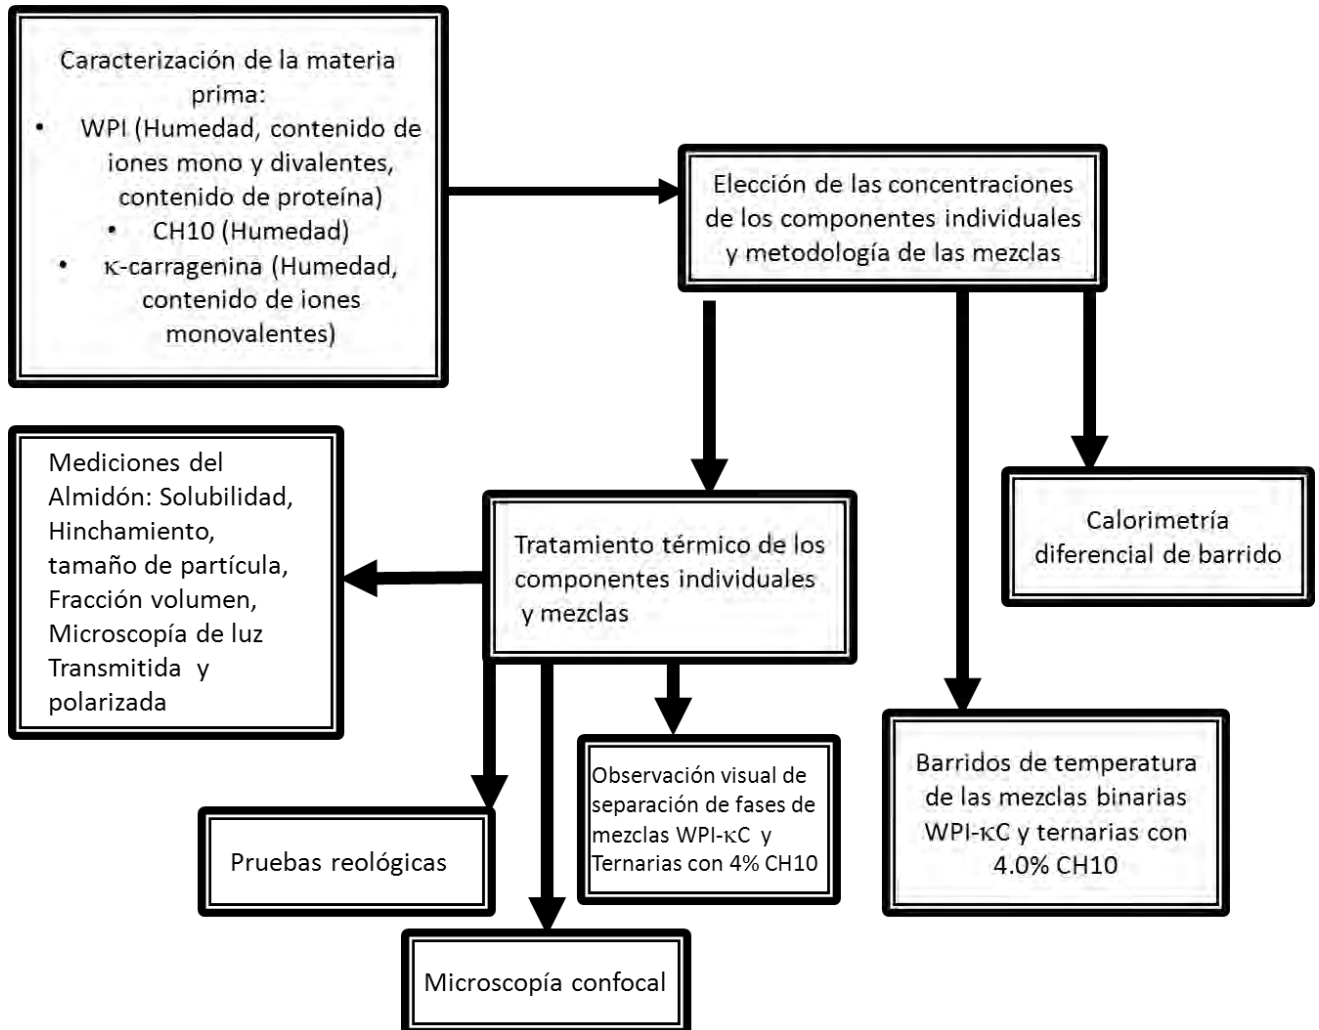 Caracterización de la materia
prima:
• WPI (Humedad, contenido de
iones mono y divalentes,
contenido de proteína)
• CH10 (Humedad)
• κ-carragenina (Humedad,
contenido de iones
monovalentes)
Elección de las concentraciones
de los componentes individuales
y metodología de las mezclas
Mediciones del
Almidón: Solubilidad,
Hinchamiento,
tamaño de partícula,
Fracción volumen,
Microscopía de luz
Transmitida y
polarizada
Tratamiento térmico de los
componentes individuales
y mezclas
Calorimetría
diferencial de barrido
Observación visual de
separación de fases de
mezclas WPI-κC y
Ternarias con 4% CH10
Barridos de temperatura
de las mezclas binarias
WPI-κC y ternarias con
4.0% CH10
Pruebas reológicas
Microscopía confocal